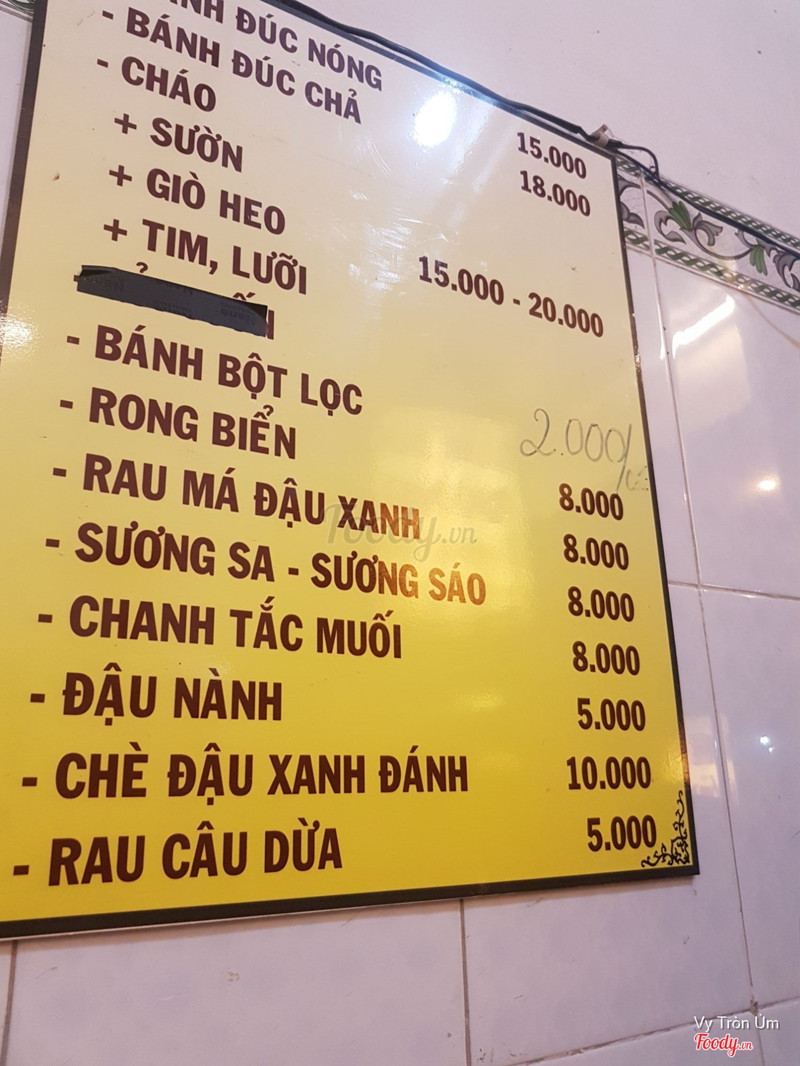 BÁNH ĐÚC NÓNG 15.000
- BÁNH ĐÚC CHẢ 18.000
- CHÁO
+ SƯỜN
+ GIÒ HEO 15.000 - 20.000
+ TIM, LƯỠI
- BÁNH BỘT LỌC 2.000/
- RONG BIỂN 8.000
- RAU MÁ ĐẬU XANH 8.000
- SƯƠNG SA - SƯƠNG SÁO 8.000
- CHANH TẮC MUỐI 8.000
- ĐẬU NÀNH 5.000
- CHÈ ĐẬU XANH ĐÁNH 10.000
- RAU CÂU DỪA 5.000
Foody.vn
Vy Tròn Úm
Foody.vn